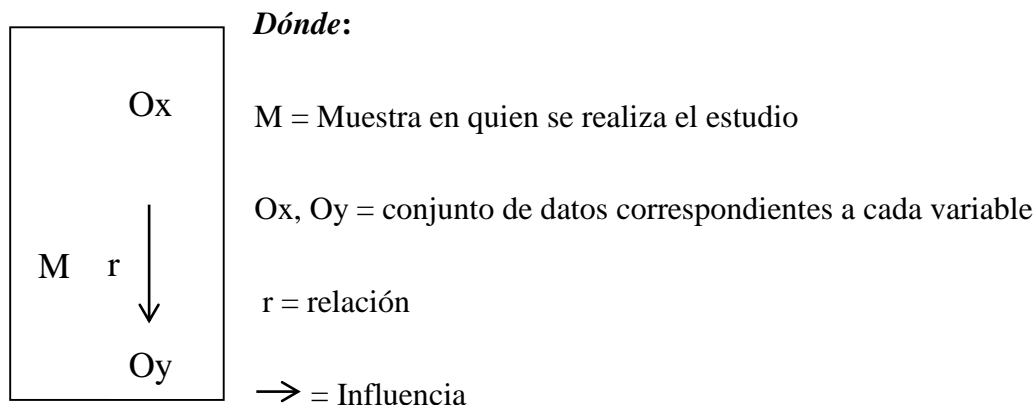 Dónde:
Ox
M = Muestra en quien se realiza el estudio
Ox, Oy = conjunto de datos correspondientes a cada variable
M r
r = relación
Oy
→ = Influencia